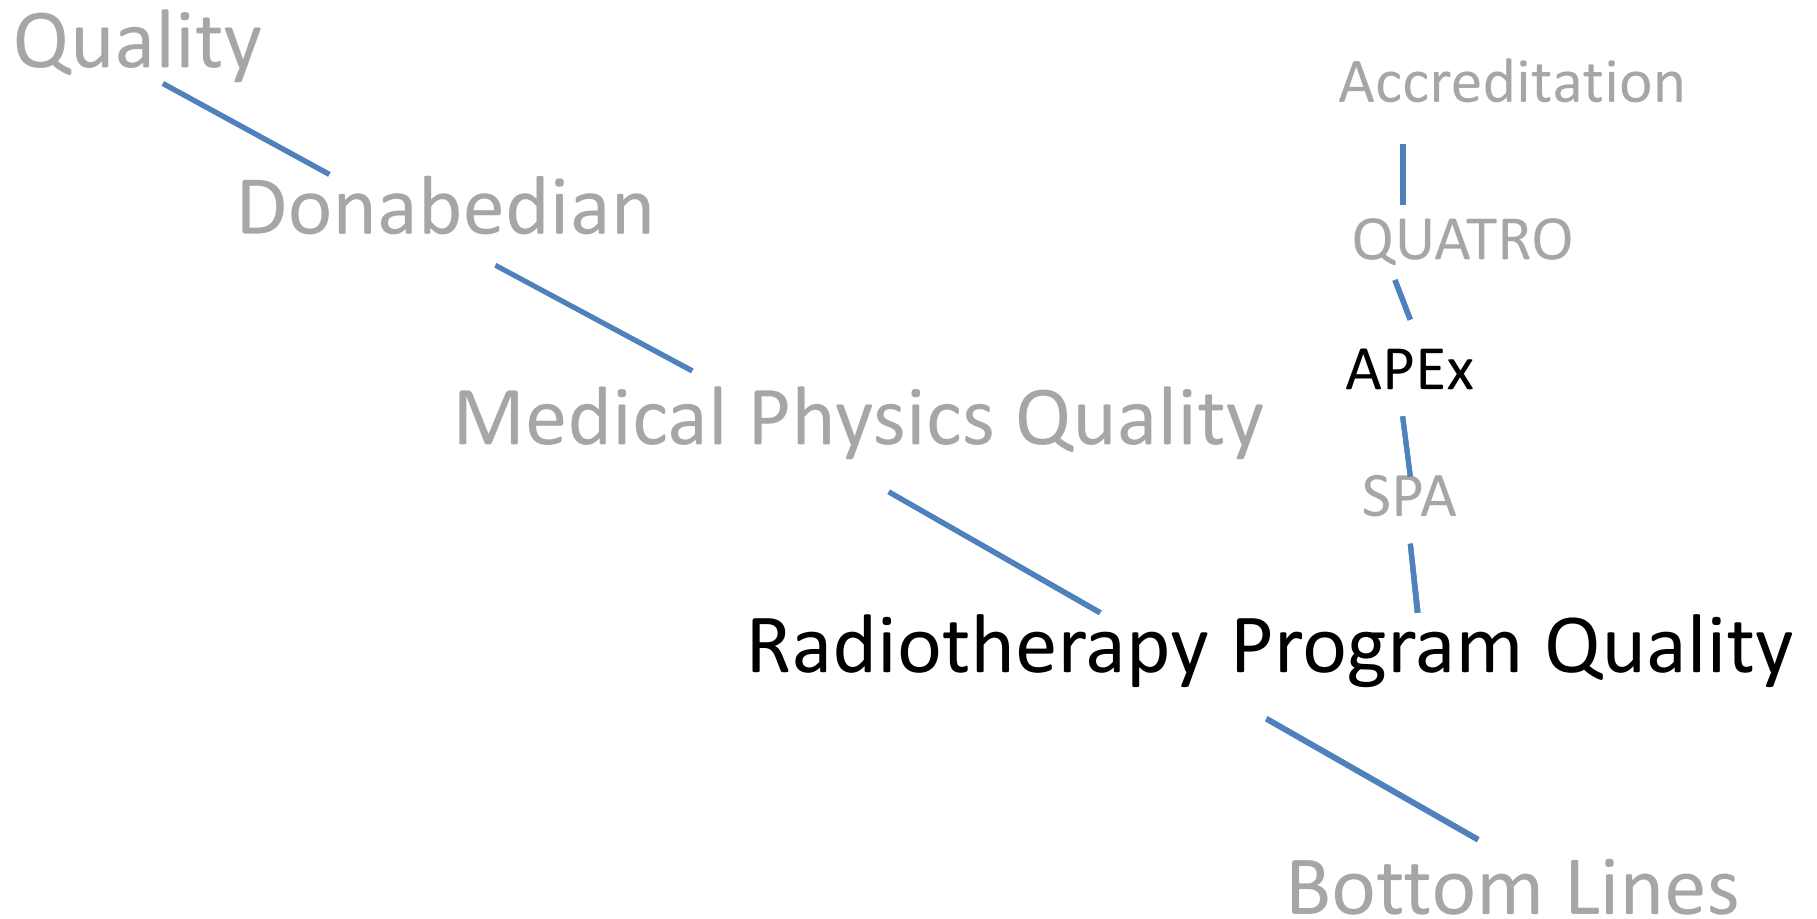 Quality
Accreditation
Donabedian
QUATRO
APEx
Medical Physics Quality
SPA
Radiotherapy Program Quality
Bottom Lines